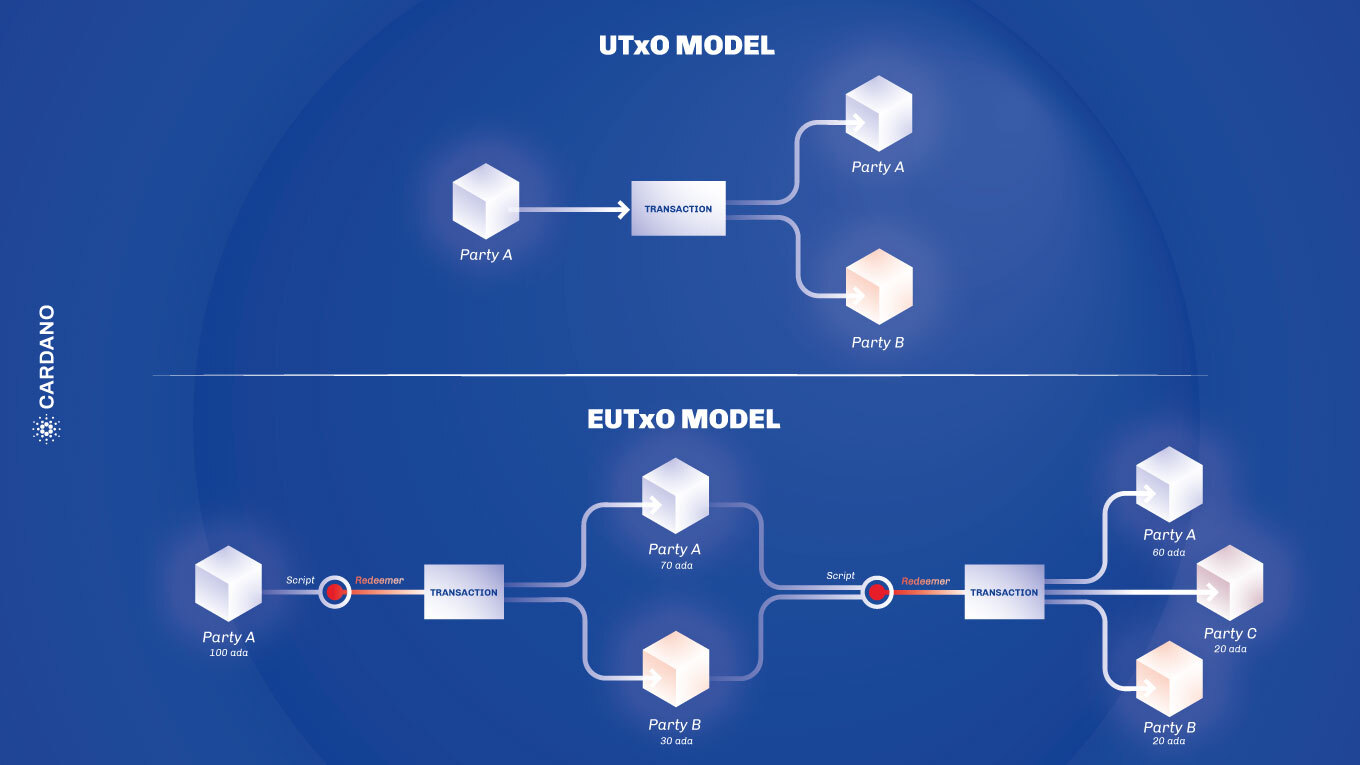 UTxO MODEL
Party A
TRANSACTION
Party A
Party B
CARDANO
EUTxO MODEL
Party A
100 ada
Script
Redeemer
TRANSACTION
Party A
70 ada
Party B
30 ada
Script
Redeemer
TRANSACTION
Party A
60 ada
Party C
20 ada
Party B
20 ada